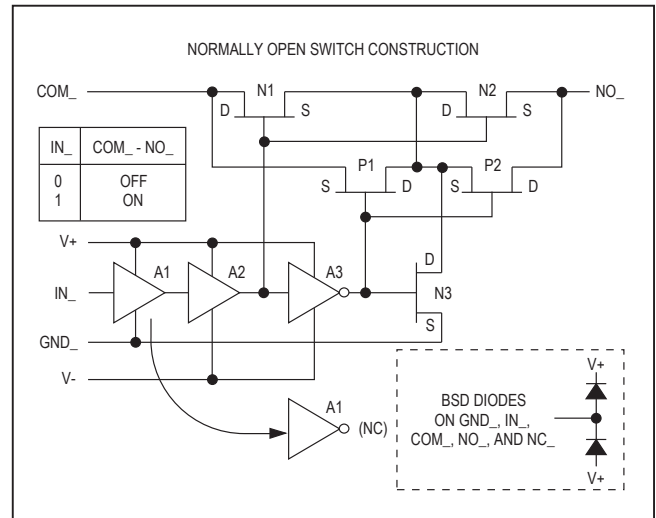 NORMALLY OPEN SWITCH CONSTRUCTION
COM_ N1 N2 NO_
D S D S
IN_ COM_ - NO_
0 OFF
1 ON
P1 P2
S D S D
V+
A1 A2 A3
D
IN_ N3
S
GND_
V-
A1 (NC)
V+
BSD DIODES
ON GND_, IN_,
COM_, NO_, AND NC_
V+